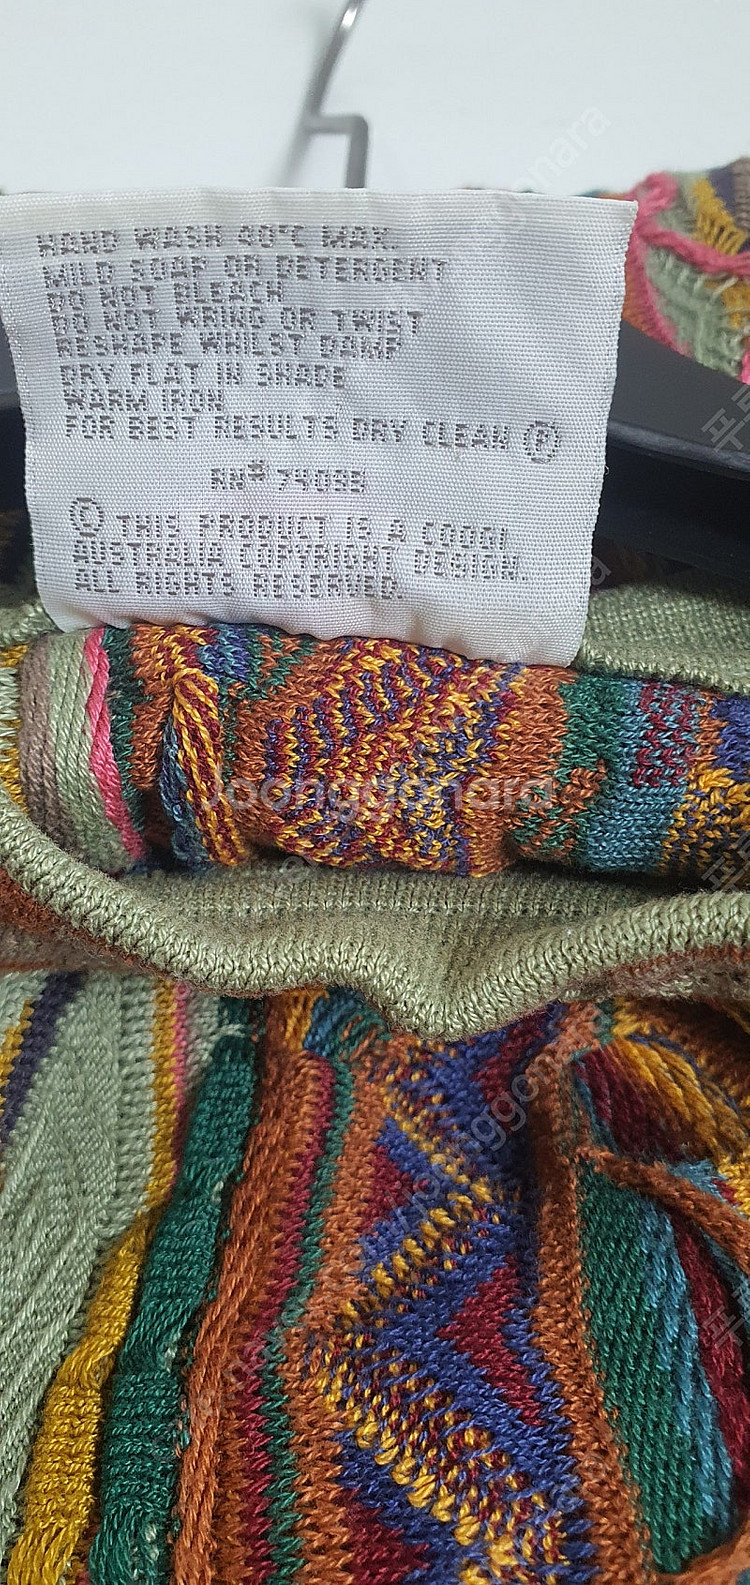 HAND WASH 40°C MAX.
MILD SOAP OR DETERGENT
DO NOT BLEACH
DO NOT WRING OR TWIST
RESHAPE WHILST DAMP
DRY FLAT IN SHADE
WARM IRON
FOR BEST RESULTS DRY CLEAN Ⓟ
RN# 74098
© THIS PRODUCT IS A COOGI
AUSTRALIA COPYRIGHT DESIGN.
ALL RIGHTS RESERVED.
Joonggonara